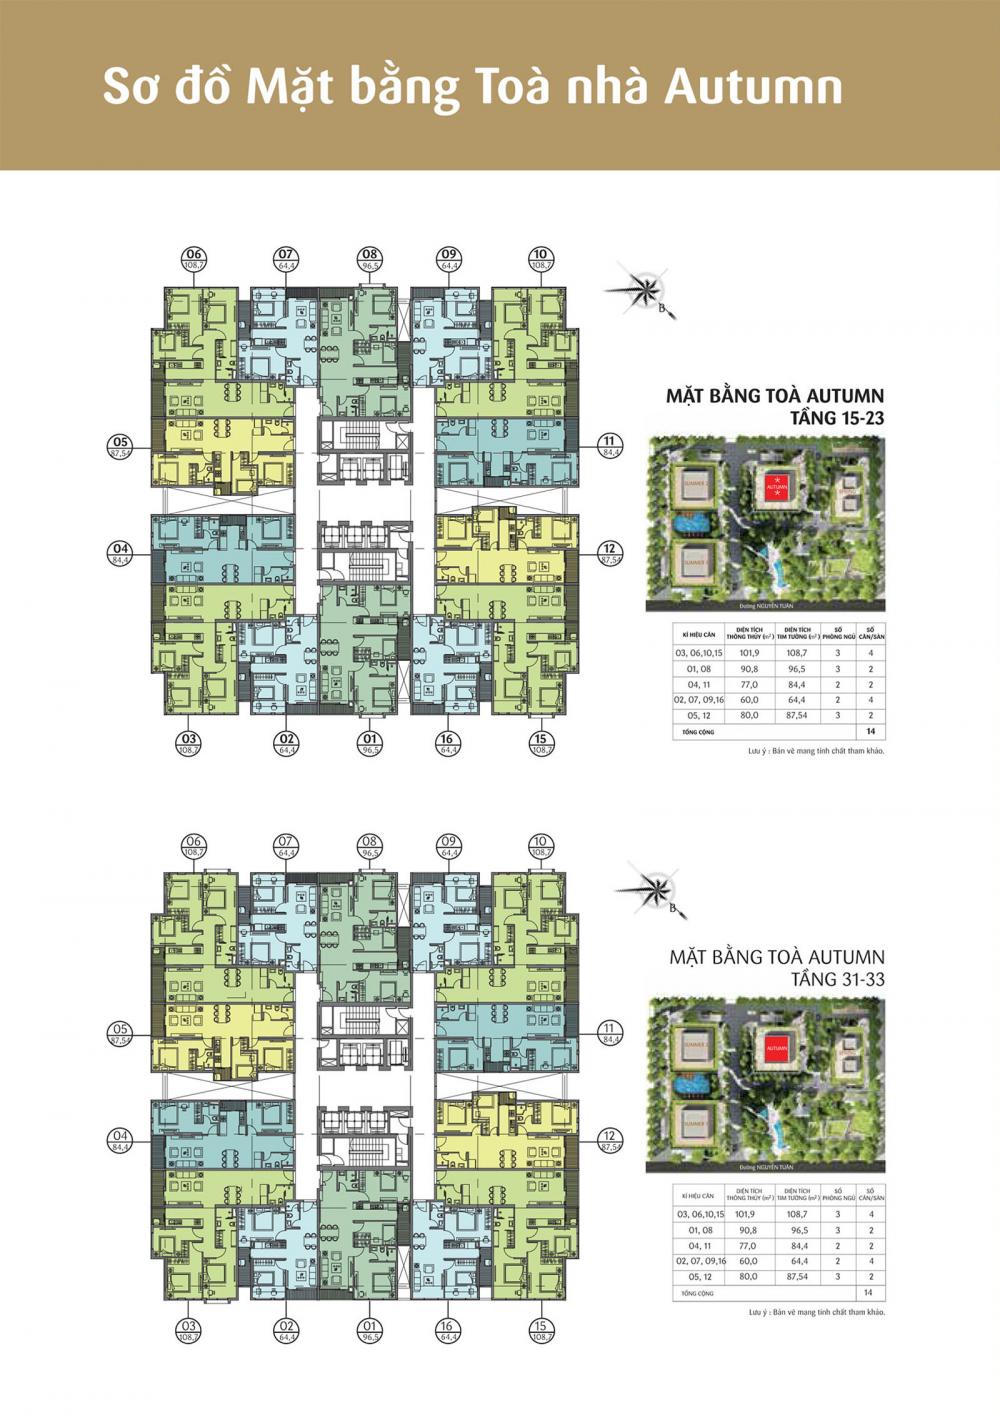 Sơ đồ Mặt bằng Toà nhà Autumn
06 07 08 09 10
108,7 64,4 96,5 64,4 108,7
B
MẶT BẰNG TOÀ AUTUMN
TẦNG 15-23
05 11
87,54 84,4
SUMMER 2 AUTUMN
04 12
84,4 87,54
Đường NGUYỄN TUÂN
KÍ HIỆU CĂN DIỆN TÍCH THÔNG THỦY (m²) DIỆN TÍCH TIM TƯỜNG (m²) SỐ PHÒNG NGỦ SỐ CĂN/SÀN
03, 06,10,15 101,9 108,7 3 4
01, 08 90,8 96,5 3 2
04, 11 77,0 84,4 2 2
02, 07, 09,16 60,0 64,4 2 4
05, 12 80,0 87,54 3 2
TỔNG CỘNG 14
Lưu ý : Bản vẽ mang tính chất tham khảo.
03 02 01 16 15
108,7 64,4 96,5 64,4 108,7
06 07 08 09 10
108,7 64,4 96,5 64,4 108,7
B
MẶT BẰNG TOÀ AUTUMN
TẦNG 31-33
05 11
87,54 84,4
SUMMER 2 AUTUMN
04 12
84,4 87,54
Đường NGUYỄN TUÂN
KÍ HIỆU CĂN DIỆN TÍCH THÔNG THỦY (m²) DIỆN TÍCH TIM TƯỜNG (m²) SỐ PHÒNG NGỦ SỐ CĂN/SÀN
03, 06,10,15 101,9 108,7 3 4
01, 08 90,8 96,5 3 2
04, 11 77,0 84,4 2 2
02, 07, 09,16 60,0 64,4 2 4
05, 12 80,0 87,54 3 2
TỔNG CỘNG 14
Lưu ý : Bản vẽ mang tính chất tham khảo.
03 02 01 16 15
108,7 64,4 96,5 64,4 108,7